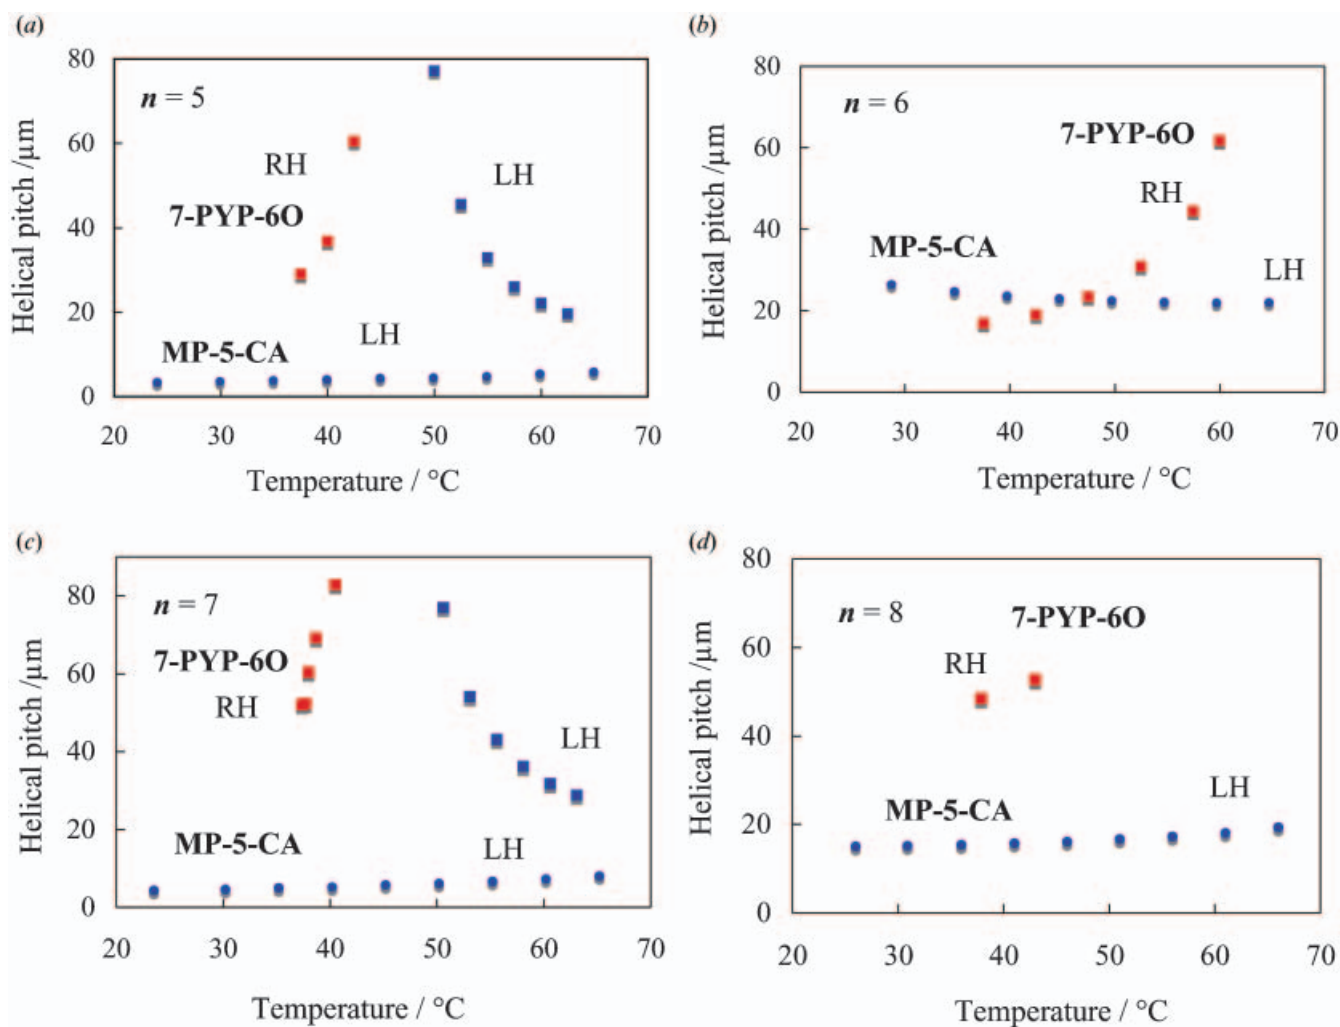 (a)
80
60
40
20
0
Helical pitch /µm
n = 5
RH
LH
7-PYP-6O
LH
MP-5-CA
20 30 40 50 60 70
Temperature / °C
(b)
80
60
40
20
0
Helical pitch /µm
n = 6
7-PYP-6O
RH
MP-5-CA
LH
20 30 40 50 60 70
Temperature / °C
(c)
80
60
40
20
0
Helical pitch /µm
n = 7
7-PYP-6O
RH
LH
MP-5-CA
LH
20 30 40 50 60 70
Temperature / °C
(d)
80
60
40
20
0
Helical pitch /µm
n = 8
7-PYP-6O
RH
MP-5-CA
LH
20 30 40 50 60 70
Temperature / °C